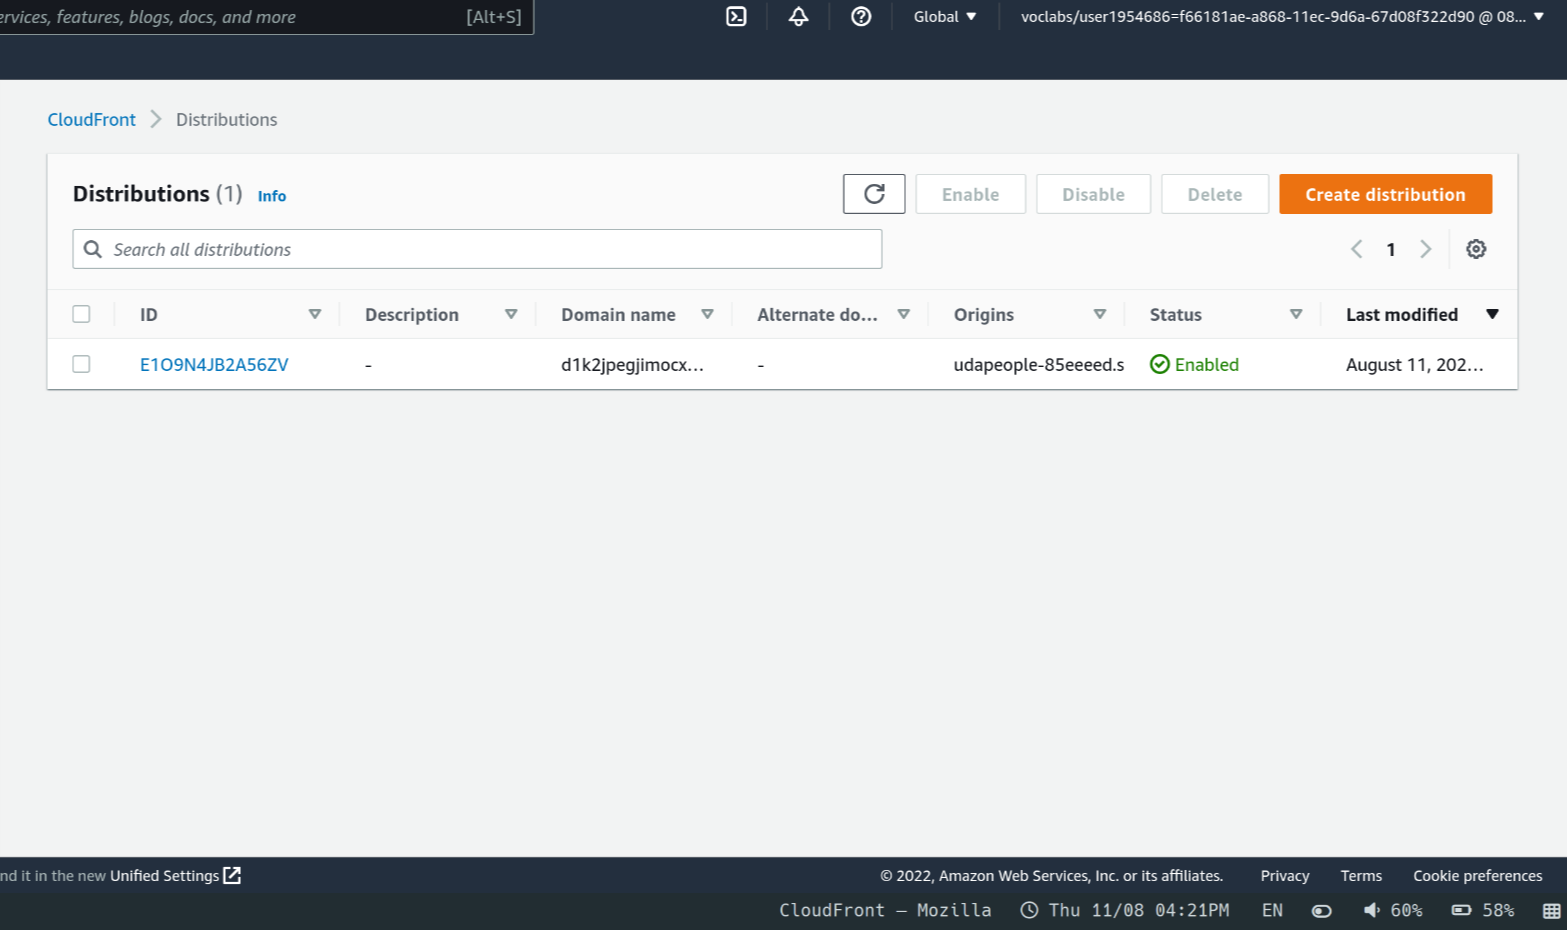 ervices, features, blogs, docs, and more [Alt+S] Global voclabs/user1954686=f66181ae-a868-11ec-9d6a-67d08f322d90 @ 08...
CloudFront Distributions
Distributions (1) Info Enable Disable Delete Create distribution
Search all distributions 1
ID Description Domain name Alternate do... Origins Status Last modified
E1O9N4JB2A56ZV - d1k2jpegjimocx... - udapeople-85eeeed.s Enabled August 11, 202...
nd it in the new Unified Settings © 2022, Amazon Web Services, Inc. or its affiliates. Privacy Terms Cookie preferences
CloudFront — Mozilla Thu 11/08 04:21PM EN 60% 58%